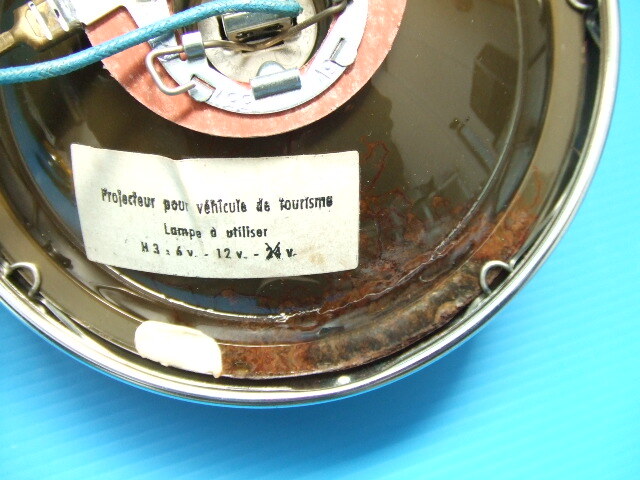 Projecteur pour véhicule de tourisme
Lampe à utiliser
H 3 : 6 v. - 12 v. - 24 v.